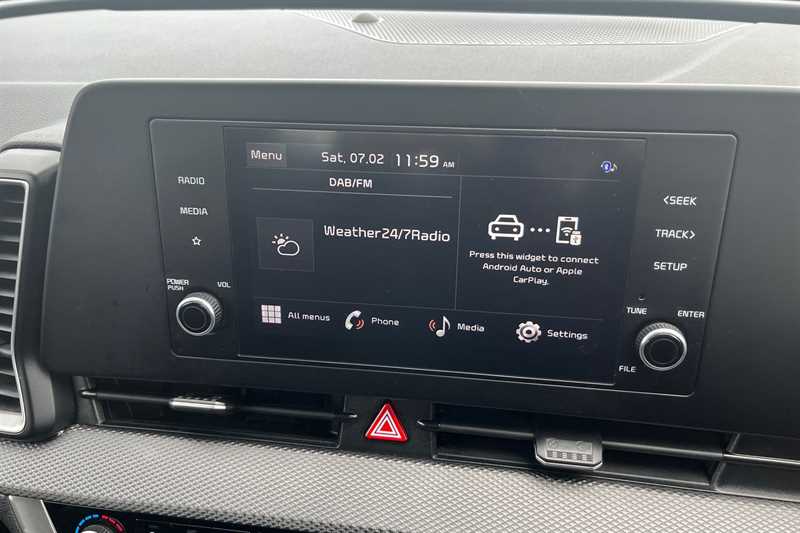 Menu
Sat, 07.02 11:59 AM
DAB/FM
Weather24/7Radio
Press this widget to connect
Android Auto or Apple
CarPlay.
All menus
Phone
Media
Settings
RADIO
MEDIA
POWER
PUSH
VOL
<SEEK
TRACK>
SETUP
TUNE
ENTER
FILE